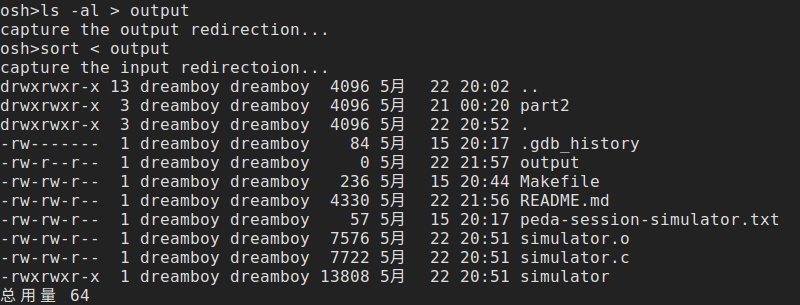 osh>ls -al > output
capture the output redirection...
osh>sort < output
capture the input redirectoion...
drwxrwxr-x 13 dreamboy dreamboy  4096 5月   22 20:02 ..
drwxrwxr-x  3 dreamboy dreamboy  4096 5月   21 00:20 part2
drwxrwxr-x  3 dreamboy dreamboy  4096 5月   22 20:52 .
-rw-------  1 dreamboy dreamboy    84 5月   15 20:17 .gdb_history
-rw-r--r--  1 dreamboy dreamboy     0 5月   22 21:57 output
-rw-rw-r--  1 dreamboy dreamboy   236 5月   15 20:44 Makefile
-rw-rw-r--  1 dreamboy dreamboy  4330 5月   22 21:56 README.md
-rw-rw-r--  1 dreamboy dreamboy    57 5月   15 20:17 peda-session-simulator.txt
-rw-rw-r--  1 dreamboy dreamboy  7576 5月   22 20:51 simulator.o
-rw-rw-r--  1 dreamboy dreamboy  7722 5月   22 20:51 simulator.c
-rwxrwxr-x  1 dreamboy dreamboy 13808 5月   22 20:51 simulator
总用量 64